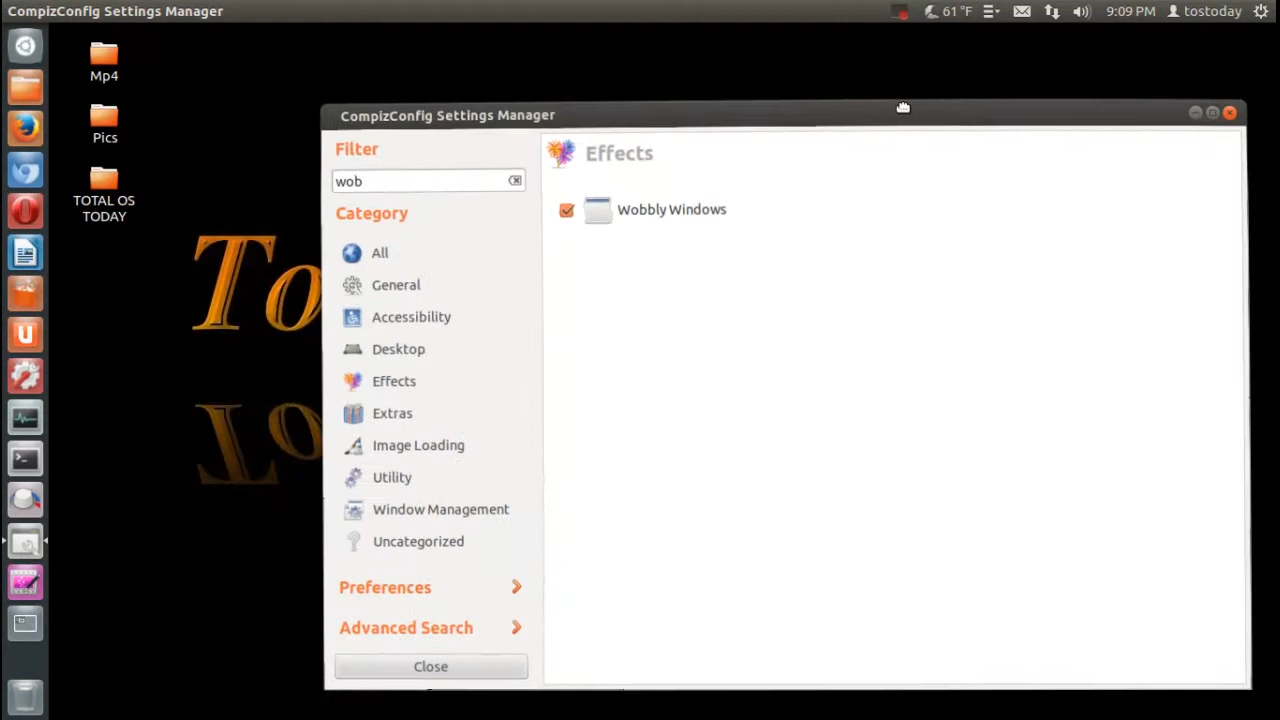 CompizConfig Settings Manager
61 °F
9:09 PM
tostoday
Mp4
Pics
TOTAL OS
TODAY
To
To
CompizConfig Settings Manager
Filter
wob
Category
All
General
Accessibility
Desktop
Effects
Extras
Image Loading
Utility
Window Management
Uncategorized
Preferences
Advanced Search
Close
Effects
Wobbly Windows